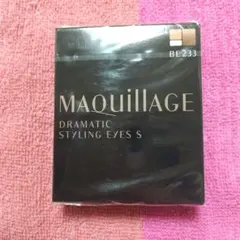 BE233
MAQuillAGE
DRAMATIC
STYLING EYES S